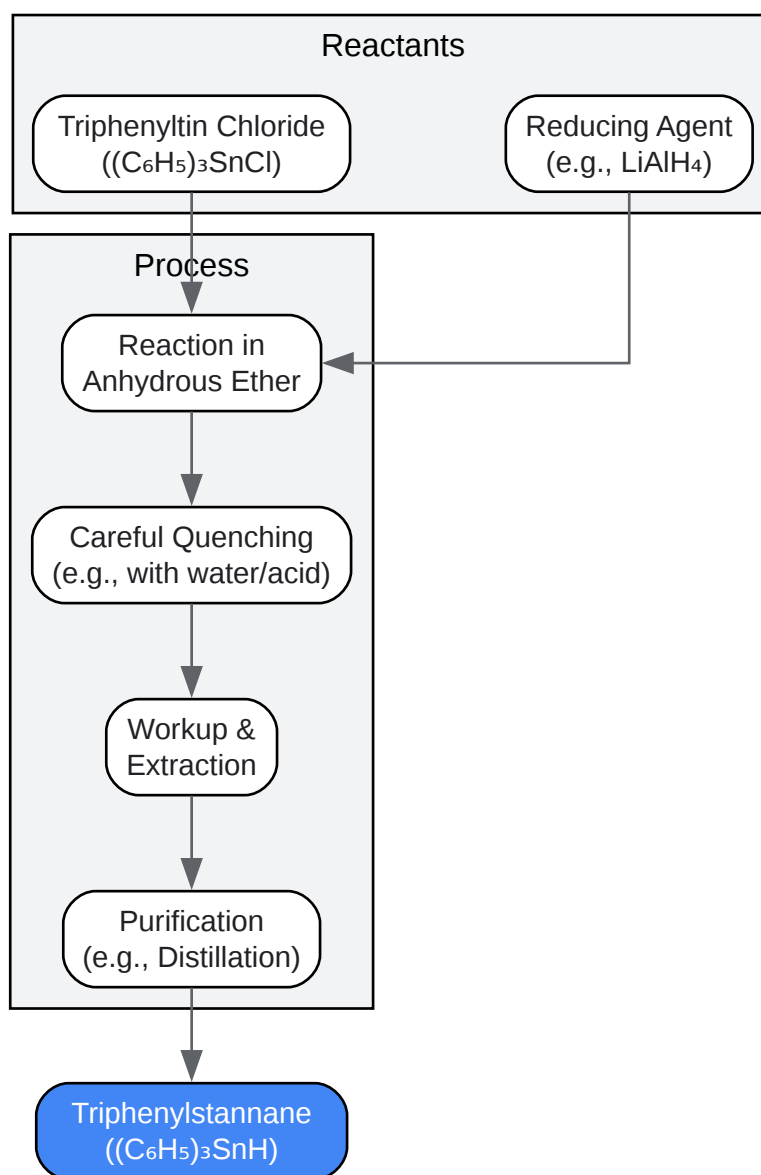 Reactants
Triphenyltin Chloride
((C₆H₅)₃SnCl)
Reducing Agent
(e.g., LiAlH₄)
Process
Reaction in
Anhydrous Ether
Careful Quenching
(e.g., with water/acid)
Workup &
Extraction
Purification
(e.g., Distillation)
Triphenylstannane
((C₆H₅)₃SnH)